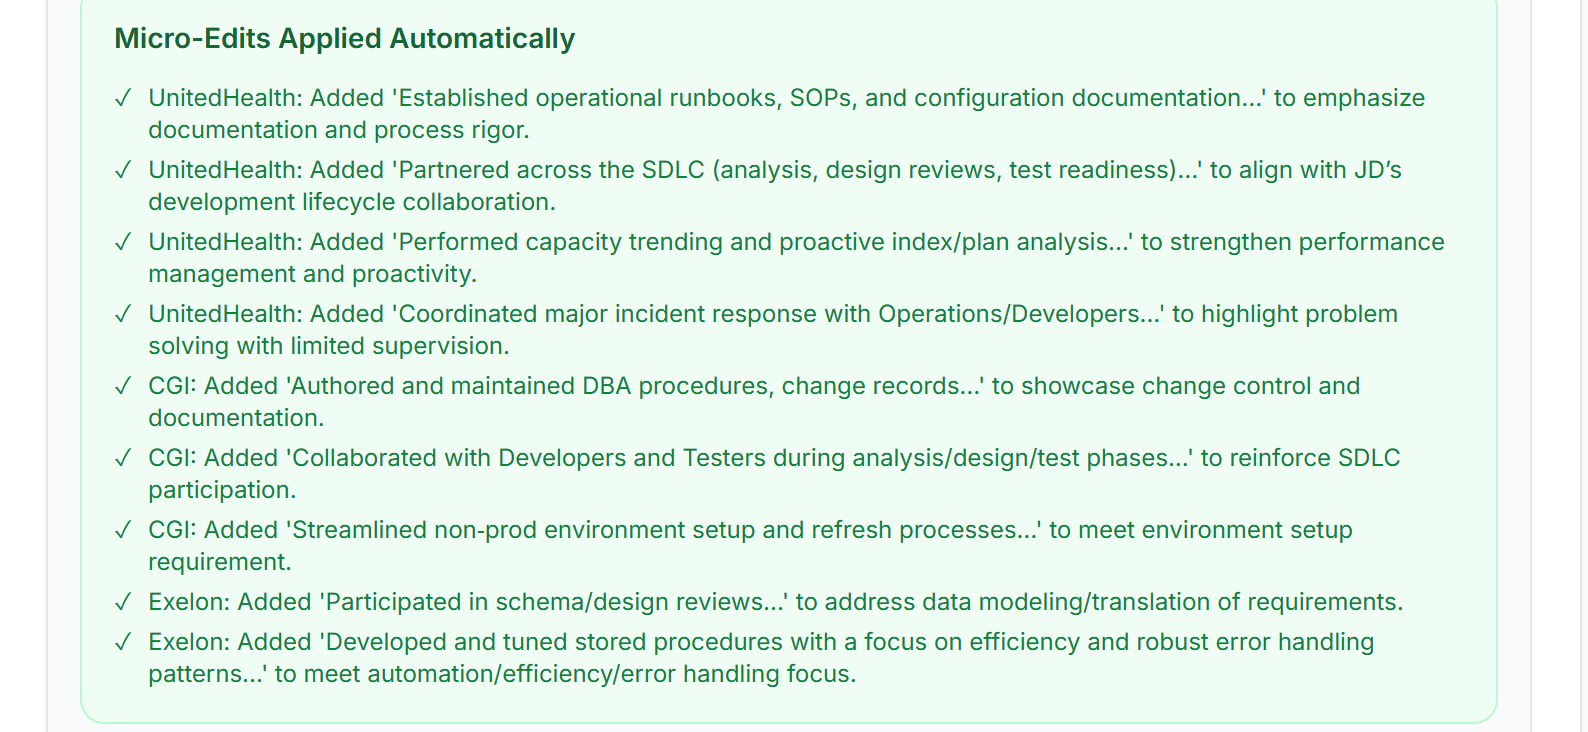 Micro-Edits Applied Automatically
✓ UnitedHealth: Added 'Established operational runbooks, SOPs, and configuration documentation...' to emphasize
documentation and process rigor.
✓ UnitedHealth: Added 'Partnered across the SDLC (analysis, design reviews, test readiness)...' to align with JD’s
development lifecycle collaboration.
✓ UnitedHealth: Added 'Performed capacity trending and proactive index/plan analysis...' to strengthen performance
management and proactivity.
✓ UnitedHealth: Added 'Coordinated major incident response with Operations/Developers...' to highlight problem
solving with limited supervision.
✓ CGI: Added 'Authored and maintained DBA procedures, change records...' to showcase change control and
documentation.
✓ CGI: Added 'Collaborated with Developers and Testers during analysis/design/test phases...' to reinforce SDLC
participation.
✓ CGI: Added 'Streamlined non-prod environment setup and refresh processes...' to meet environment setup
requirement.
✓ Exelon: Added 'Participated in schema/design reviews...' to address data modeling/translation of requirements.
✓ Exelon: Added 'Developed and tuned stored procedures with a focus on efficiency and robust error handling
patterns...' to meet automation/efficiency/error handling focus.